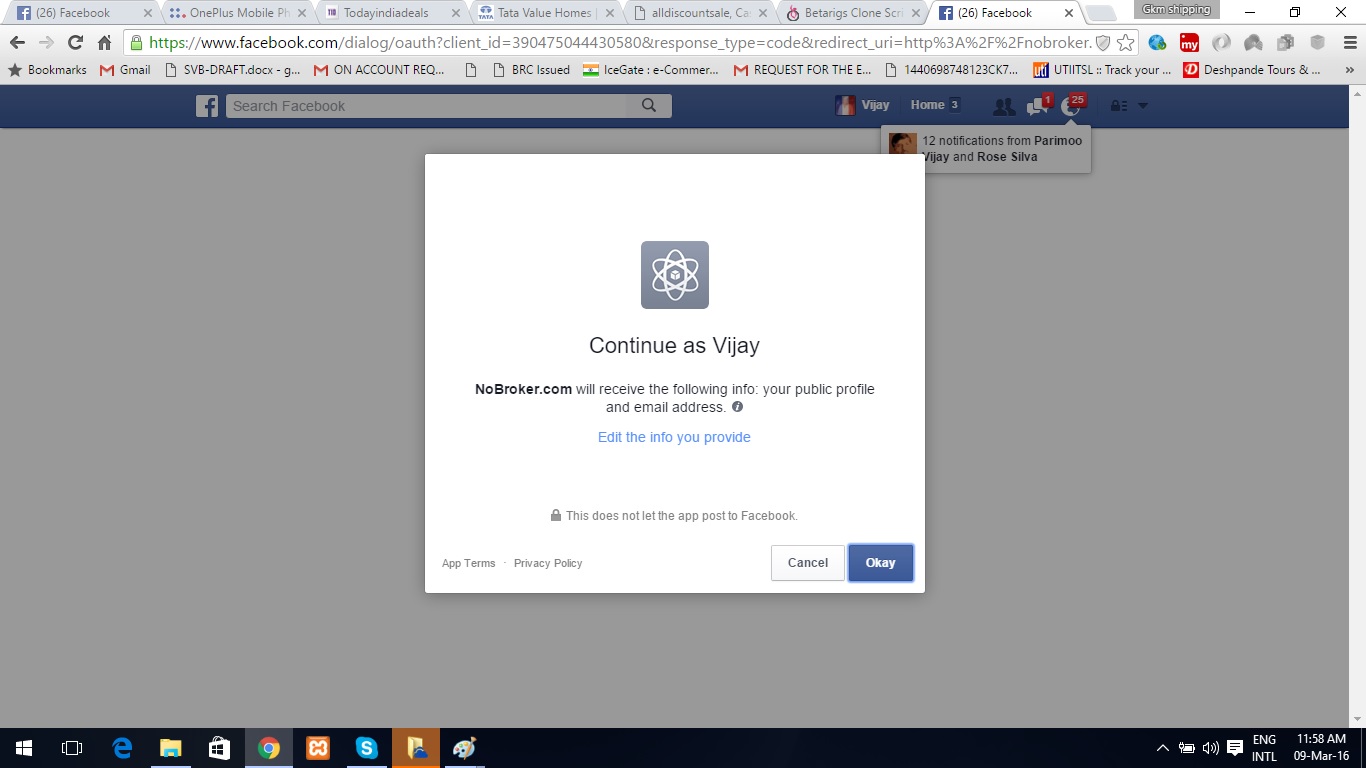 (26) Facebook
OnePlus Mobile Ph
Todayindiadeals
Tata Value Homes |
alldiscountsale, Ca
Betarigs Clone Scri
(26) Facebook
Gkm shipping
https://www.facebook.com/dialog/oauth?client_id=390475044430580&response_type=code&redirect_uri=http%3A%2F%2Fnobroker.
my
Bookmarks
Gmail
SVB-DRAFT.docx - g...
ON ACCOUNT REQ...
BRC Issued
IceGate : e-Commer...
REQUEST FOR THE E...
1440698748123CK7...
UTIITSL :: Track your ...
Deshpande Tours & ...
»
Search Facebook
Vijay
Home 3
1
25
12 notifications from Parimoo
Vijay and Rose Silva
Continue as Vijay
NoBroker.com will receive the following info: your public profile
and email address.
Edit the info you provide
This does not let the app post to Facebook.
App Terms · Privacy Policy
Cancel
Okay
ENG
INTL
11:58 AM
09-Mar-16